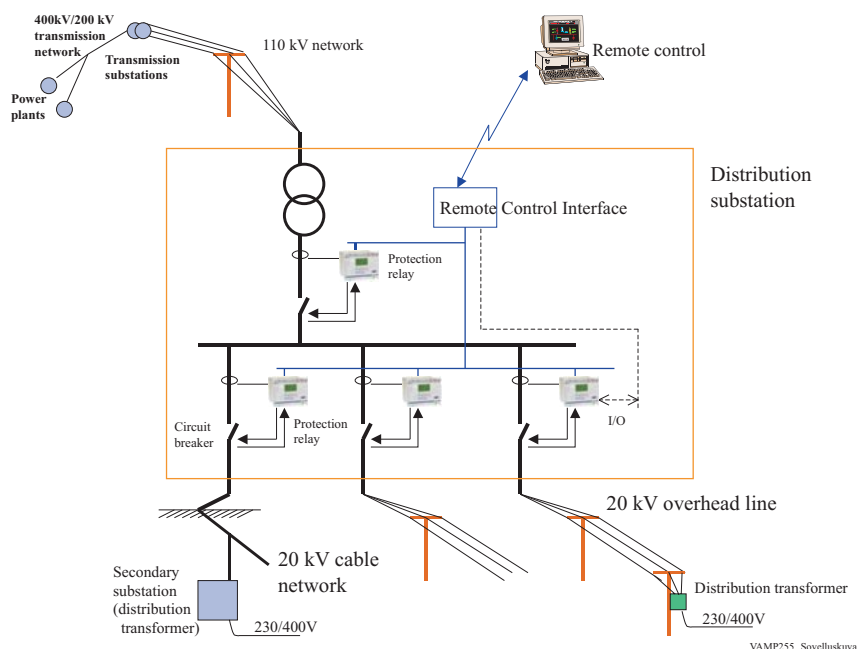 400kV/200 kV
transmission
network
Transmission
substations
Power
plants
110 kV network
Remote control
Distribution
substation
Remote Control Interface
Protection
relay
Circuit
breaker
Protection
relay
I/O
20 kV overhead line
20 kV cable
network
Secondary
substation
(distribution
transformer)
230/400V
Distribution transformer
230/400V
VAMP255_Sovelluskuva